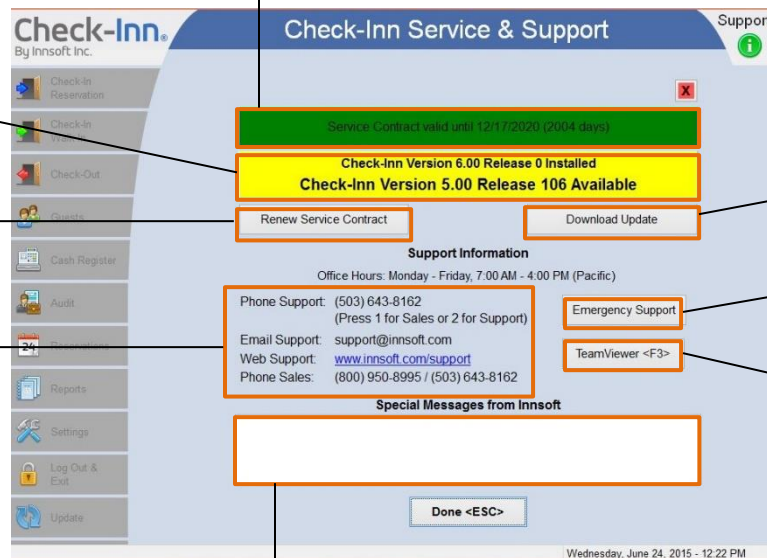 Check-Inn®
By Innsoft Inc.
Check-Inn Service & Support
Suppor
Check-In
Reservation
Check-In
Check-Out
Guests
Cash Register
Audit
24
Reservations
Reports
Settings
Log Out &
Exit
Update
X
Service Contract valid until 12/17/2020 (2004 days)
Check-Inn Version 6.00 Release 0 Installed
Check-Inn Version 5.00 Release 106 Available
Renew Service Contract
Download Update
Support Information
Office Hours: Monday - Friday, 7:00 AM - 4:00 PM (Pacific)
Phone Support: (503) 643-8162
(Press 1 for Sales or 2 for Support)
Email Support: support@innsoft.com
Web Support: www.innsoft.com/support
Phone Sales: (800) 950-8995 / (503) 643-8162
Emergency Support
TeamViewer <F3>
Special Messages from Innsoft
Done <ESC>
Wednesday, June 24, 2015 - 12:22 PM